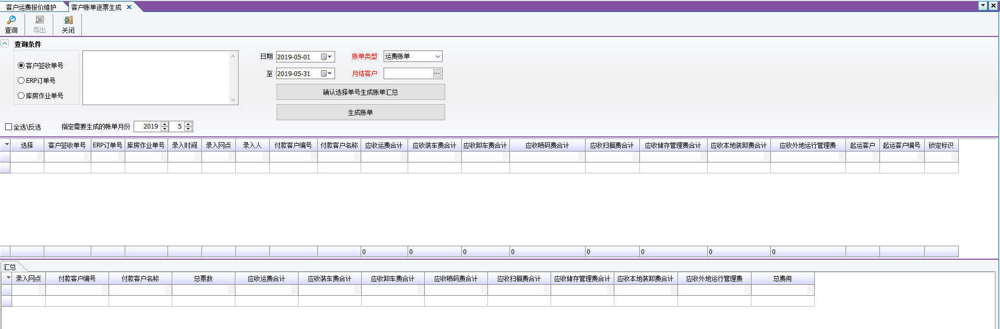 客户运费报价维护 客户账单逐票生成
查询 导出 关闭
查询条件
客户签收单号
ERP订单号
库房作业单号
日期 2019-05-01 账单类型 运费账单
至 2019-05-31 月结客户
确认选择单号生成账单汇总
生成账单
全选\反选 指定需要生成的帐单月份 2019 5
选择 客户签收单号 ERP订单号 库房作业单号 录入时间 录入网点 录入人 付款客户编号 付款客户名称 应收运费合计 应收装车费合计 应收卸车费合计 应收喷码费合计 应收扫描费合计 应收储存管理费合计 应收本地装卸费合计 应收外地运行管理费 起运客户 起运客户编号 锁定标识
0 0 0 0 0 0 0 0
汇总
录入网点 付款客户编号 付款客户名称 总票数 应收运费合计 应收装车费合计 应收卸车费合计 应收喷码费合计 应收扫描费合计 应收储存管理费合计 应收本地装卸费合计 应收外地运行管理费 总费用